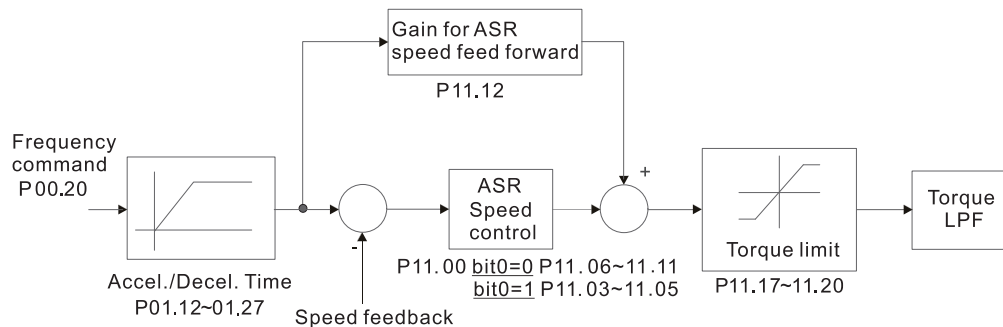 Gain for ASR
speed feed forward
P11.12
Frequency
command
P00.20
ASR
Speed
control
+
Torque
LPF
-
Torque limit
P11.00 bit0=0 P11.06~11.11
bit0=1 P11.03~11.05
P11.17~11.20
Accel./Decel. Time
P01.12~01.27
Speed feedback